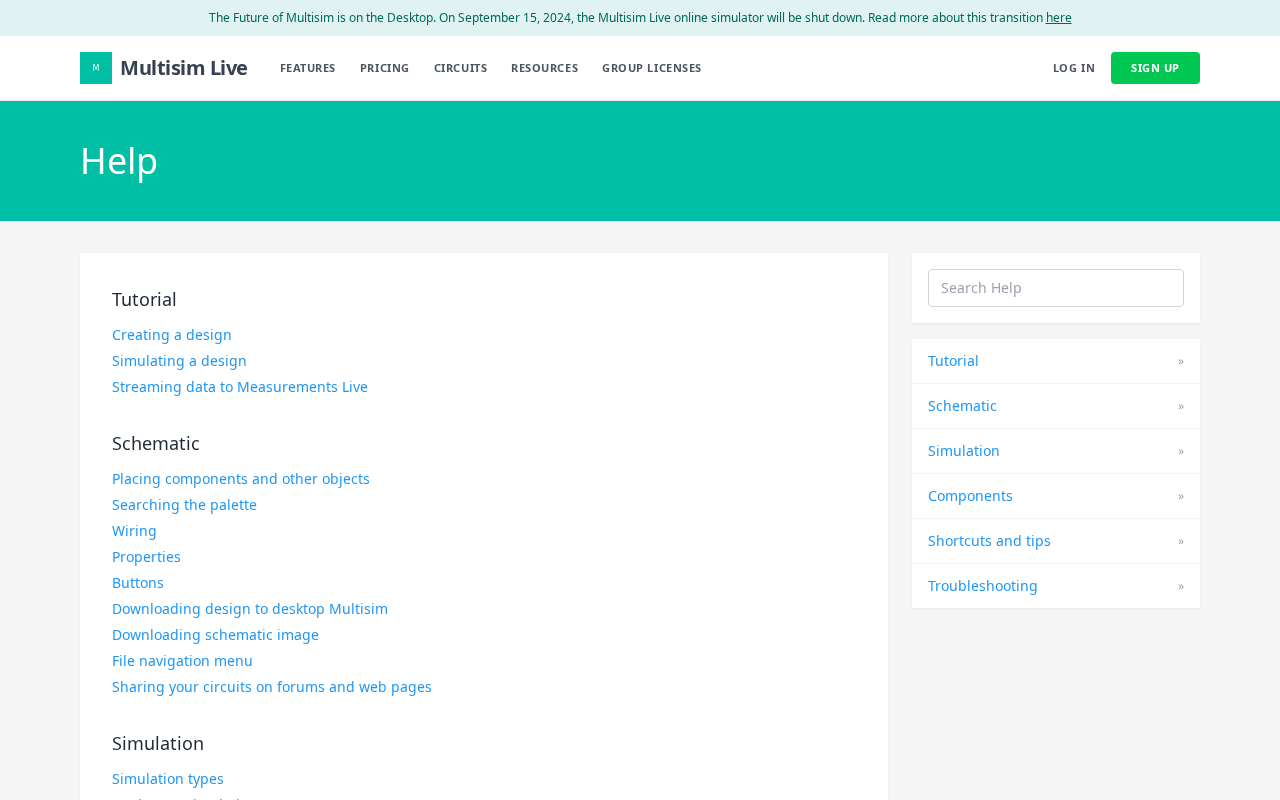 The Future of Multisim is on the Desktop. On September 15, 2024, the Multisim Live online simulator will be shut down. Read more about this transition here
M Multisim Live FEATURES PRICING CIRCUITS RESOURCES GROUP LICENSES LOG IN SIGN UP
Help
Tutorial
Creating a design
Simulating a design
Streaming data to Measurements Live
Schematic
Placing components and other objects
Searching the palette
Wiring
Properties
Buttons
Downloading design to desktop Multisim
Downloading schematic image
File navigation menu
Sharing your circuits on forums and web pages
Simulation
Simulation types
Search Help
Tutorial »
Schematic »
Simulation »
Components »
Shortcuts and tips »
Troubleshooting »